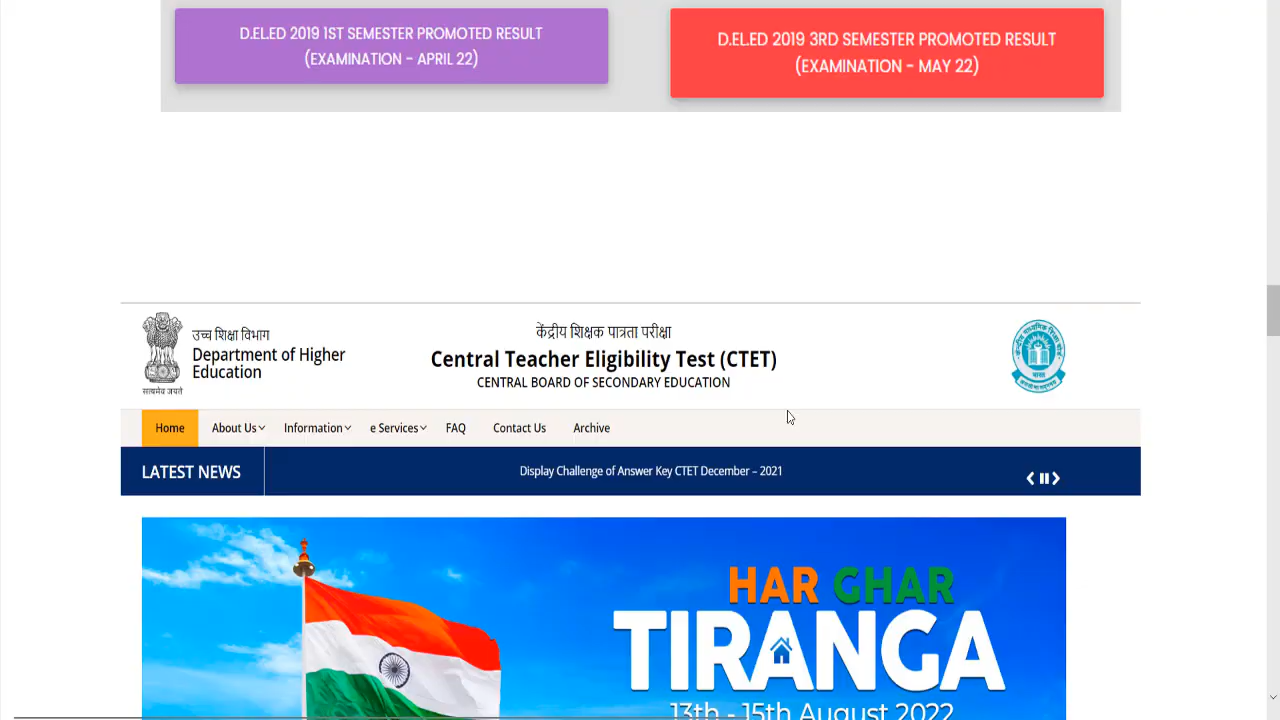 D.EL.ED 2019 1ST SEMESTER PROMOTED RESULT
(EXAMINATION - APRIL 22)
D.EL.ED 2019 3RD SEMESTER PROMOTED RESULT
(EXAMINATION - MAY 22)
उच्च शिक्षा विभाग
Department of Higher
Education
सत्यमेव जयते
केंद्रीय शिक्षक पात्रता परीक्षा
Central Teacher Eligibility Test (CTET)
CENTRAL BOARD OF SECONDARY EDUCATION
Home
About Us
Information
e Services
FAQ
Contact Us
Archive
LATEST NEWS
Display Challenge of Answer Key CTET December – 2021
HAR GHAR
TIRANGA
13th - 15th August 2022